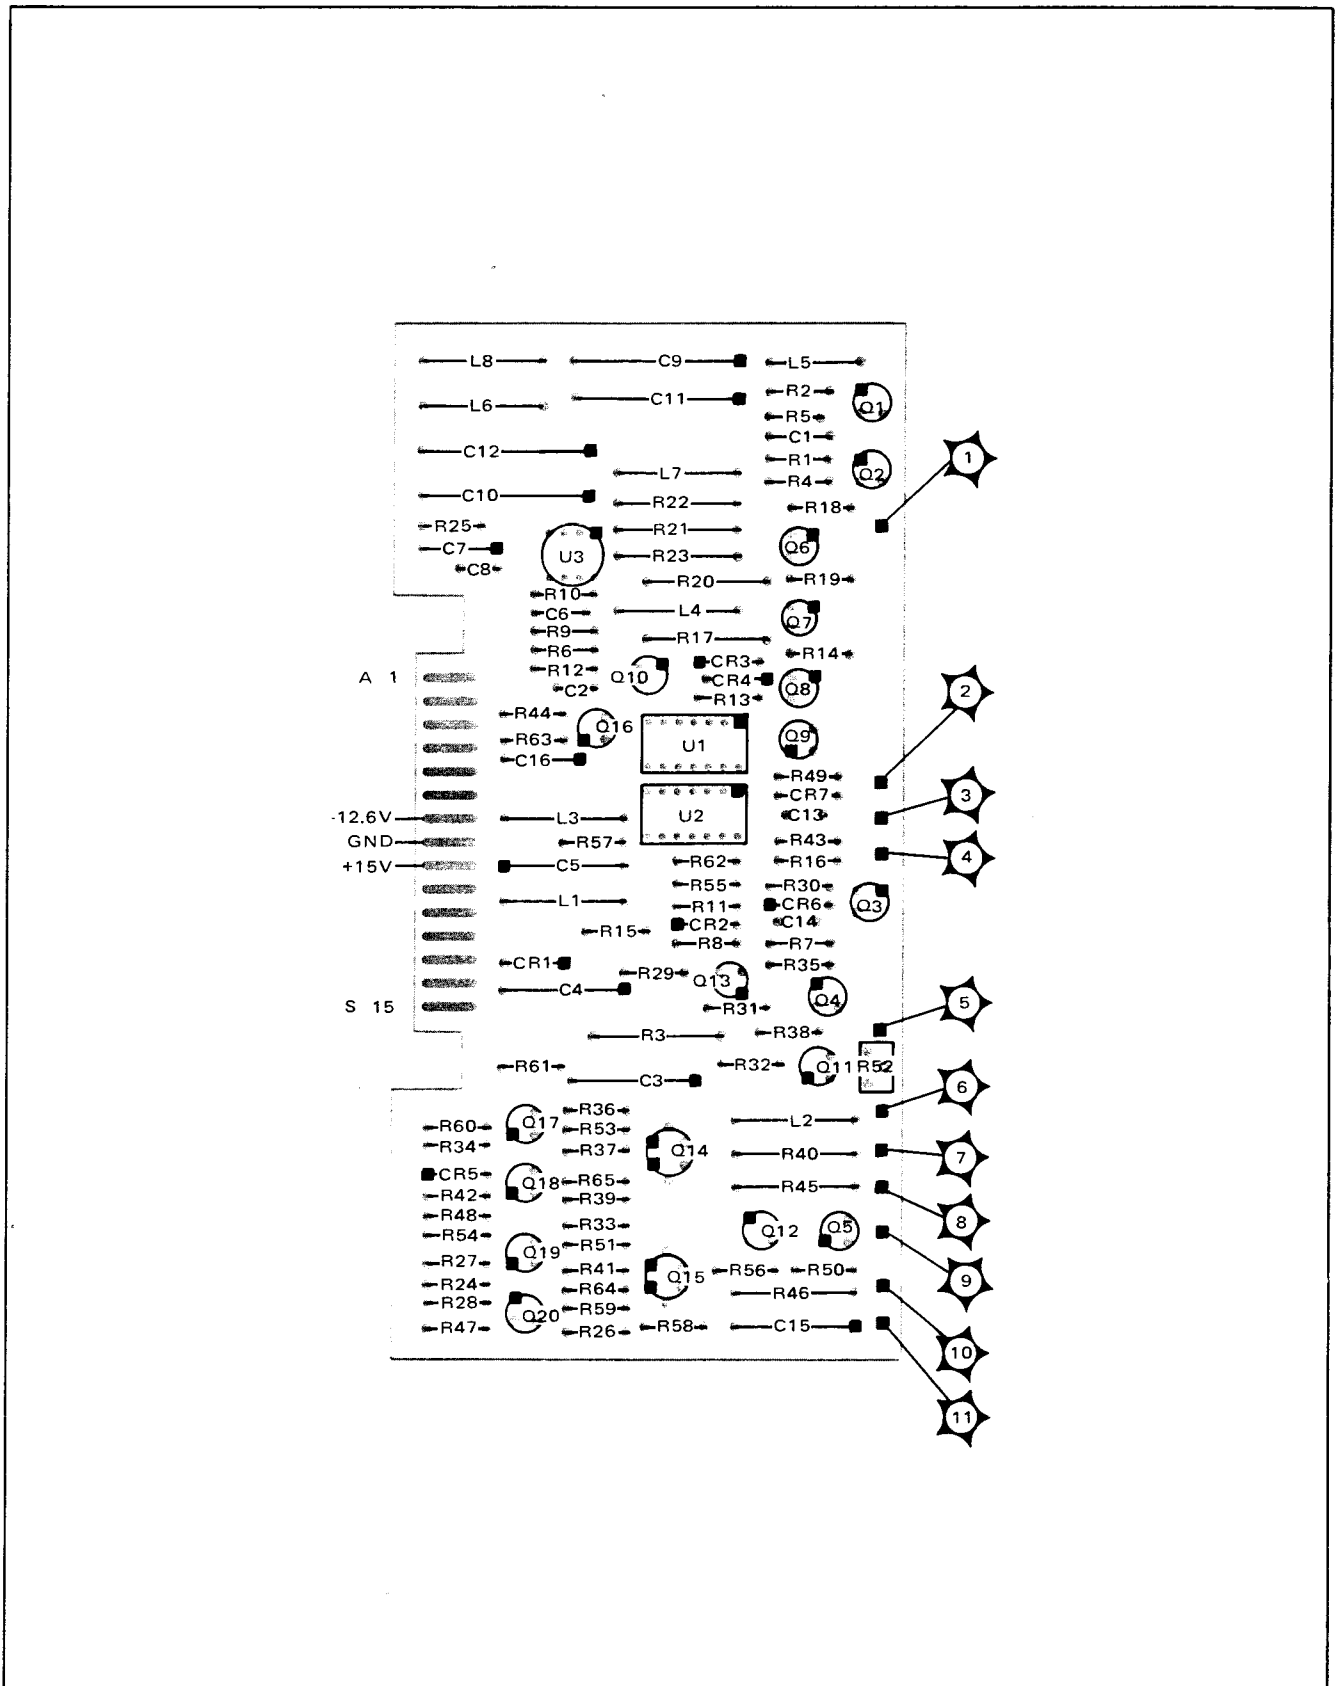 L8 C9 L5
R2
C11 Q1
L6
R5
C1
C12 R1 1
L7 Q2
R4
C10
R22 R18
R25 R21
C7 U3 R23 Q6
C8
R20 R19
R10
C6 L4
Q7
R9
R17
R6 R14
CR3
R12
A 1 Q10 CR4
C2 Q8 2
R13
R44
Q16
R63 U1 Q9
C16
R49
CR7 3
-12.6V L3 U2 C13
GND R57 R43
+15V C5 R62 R16 4
R55 R30
L1 R11 CR6 Q3
CR2 C14
R15
R8 R7
CR1 R35
R29 Q13
C4 Q4
S 15 R31 5
R3 R38
R61 R32 Q11 R52
C3 6
R36
Q17 L2
R60 R53
R34 R37 Q14 R40 7
CR5
Q18 R65 R45
R42 R39
R48 8
R33 Q12 Q5
R54
R51
Q19
R27 R41 R56 R50
Q15 9
R24 R64 R46
R28
R59
Q20
R47 R26 R58 C15
10
11